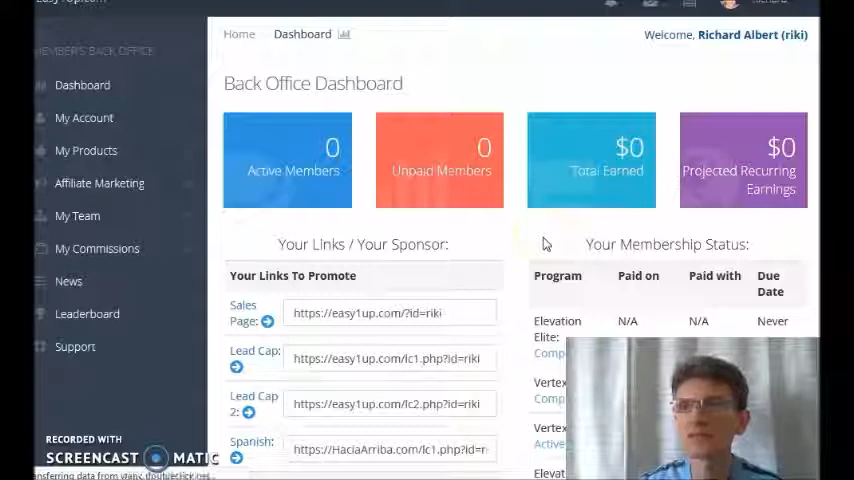 MEMBER'S BACK OFFICE
Dashboard
My Account
My Products
Affiliate Marketing
My Team
My Commissions
News
Leaderboard
Support
Home Dashboard
Welcome, Richard Albert (riki)
Back Office Dashboard
0
Active Members
0
Unpaid Members
$0
Total Earned
$0
Projected Recurring
Earnings
Your Links / Your Sponsor:
Your Links To Promote
Sales
Page:
https://easy1up.com/?id=riki
Lead Cap:
https://easy1up.com/lc1.php?id=riki
Lead Cap
2:
https://easy1up.com/lc2.php?id=riki
Spanish:
https://HaciaArriba.com/lc1.php?id=r
Your Membership Status:
Program Paid on Paid with Due
Date
Elevation N/A N/A Never
Elite:
Comp
Vertex
Comp
Vertex
Active
Elevat
RECORDED WITH
SCREENCAST MATIC